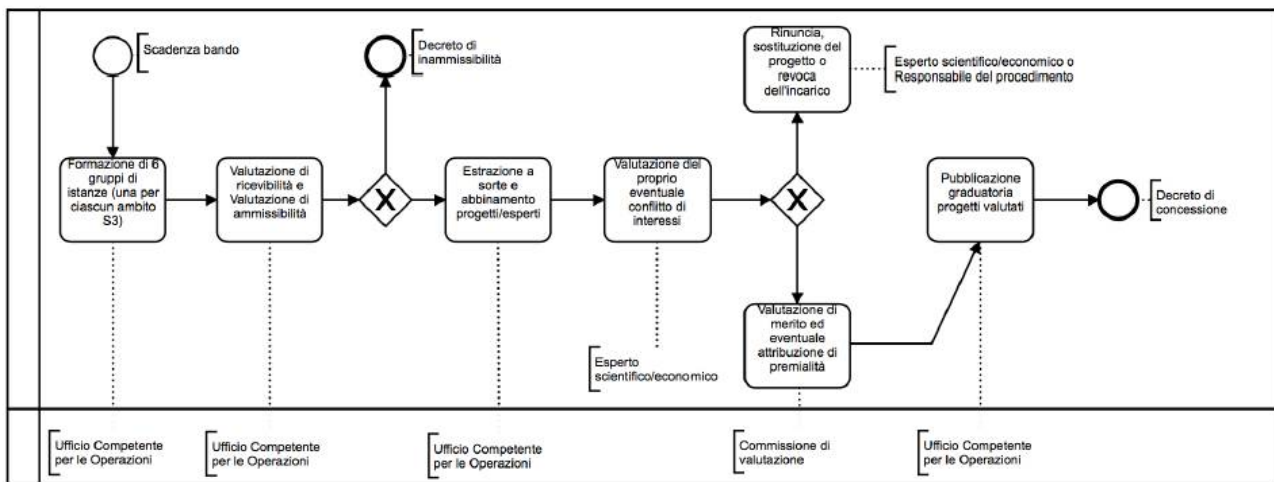 Scadenza bando
Decreto di
inammissibilità
Rinuncia,
sostituzione del
progetto o
revoca
dell'incarico
Esperto scientifico/economico o
Responsabile del procedimento
Formazione di 6
gruppi di
istanze (una per
ciascun ambito
S3)
Valutazione di
ricevibilità e
Valutazione di
ammissibilità
X
Estrazione a
sorte e
abbinamento
progetti/esperti
Valutazione del
proprio
eventuale
conflitto di
interessi
X
Pubblicazione
graduatoria
progetti valutati
Decreto di
concessione
Valutazione di
merito ed
eventuale
attribuzione di
premialità
Esperto
scientifico/economico
Ufficio Competente
per le Operazioni
Ufficio Competente
per le Operazioni
Ufficio Competente
per le Operazioni
Commissione di
valutazione
Ufficio Competente
per le Operazioni